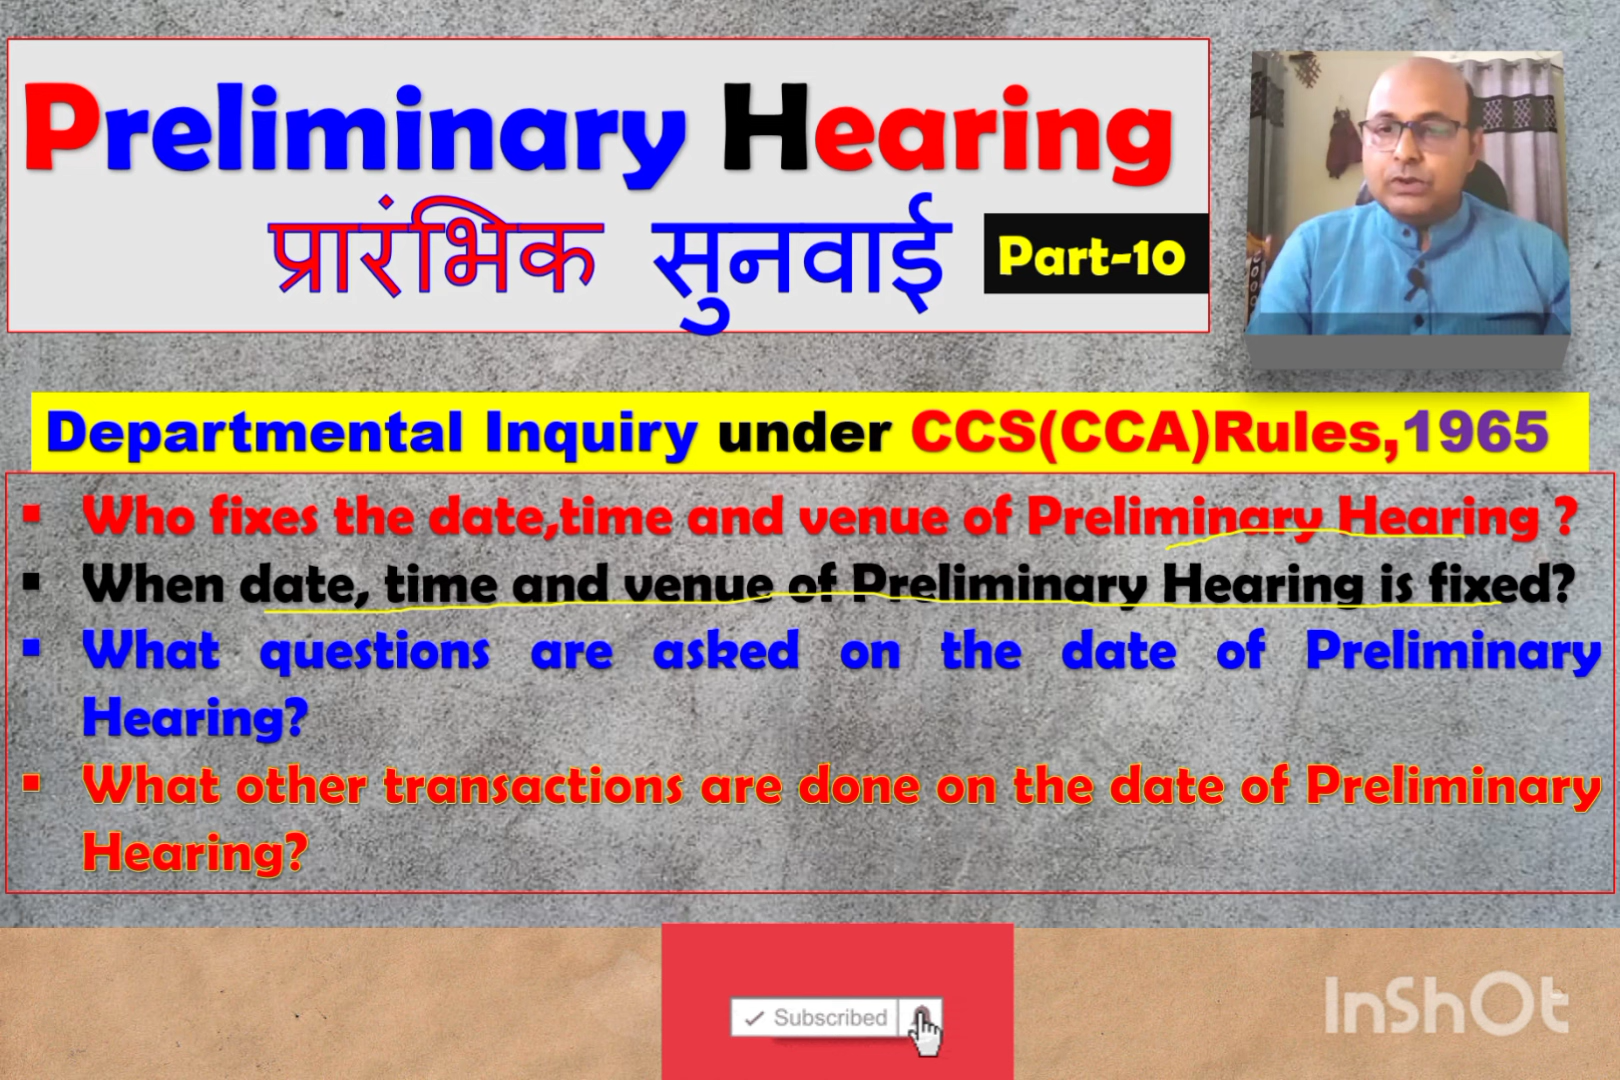 Preliminary Hearing
प्रारंभिक सुनवाई
Part-10
Departmental Inquiry under CCS(CCA)Rules,1965
▪ Who fixes the date,time and venue of Preliminary Hearing ?
▪ When date, time and venue of Preliminary Hearing is fixed?
▪ What questions are asked on the date of Preliminary
Hearing?
▪ What other transactions are done on the date of Preliminary
Hearing?
✓ Subscribed
InShOt